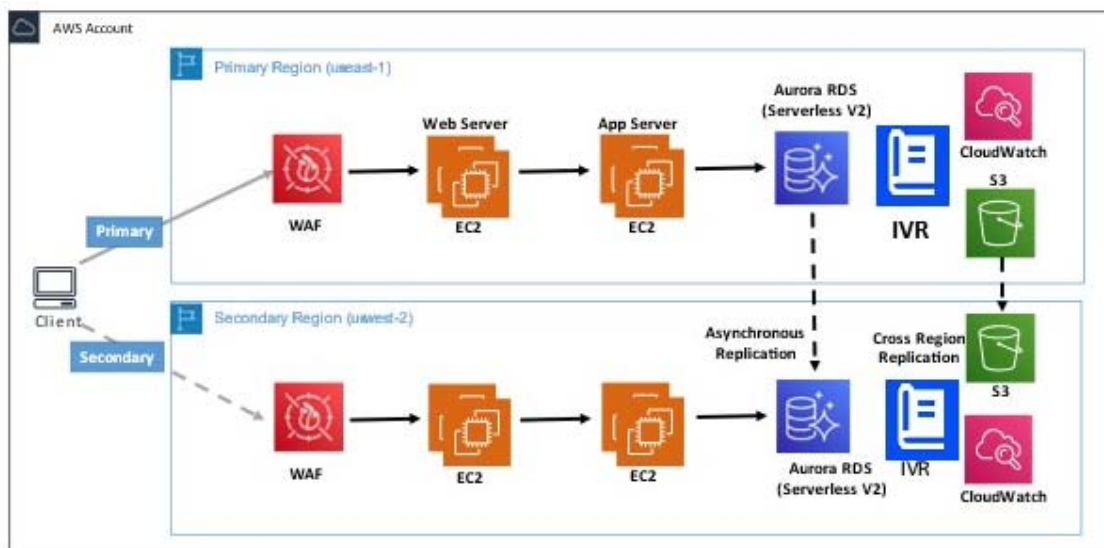 AWS Account
Primary Region (useast-1)
Aurora RDS
(Serverless V2)
Web Server
App Server
CloudWatch
S3
WAF
EC2
EC2
IVR
Primary
Client
Secondary
Secondary Region (uswest-2)
Asynchronous
Replication
Cross Region
Replication
S3
WAF
EC2
EC2
Aurora RDS
(Serverless V2)
IVR
CloudWatch